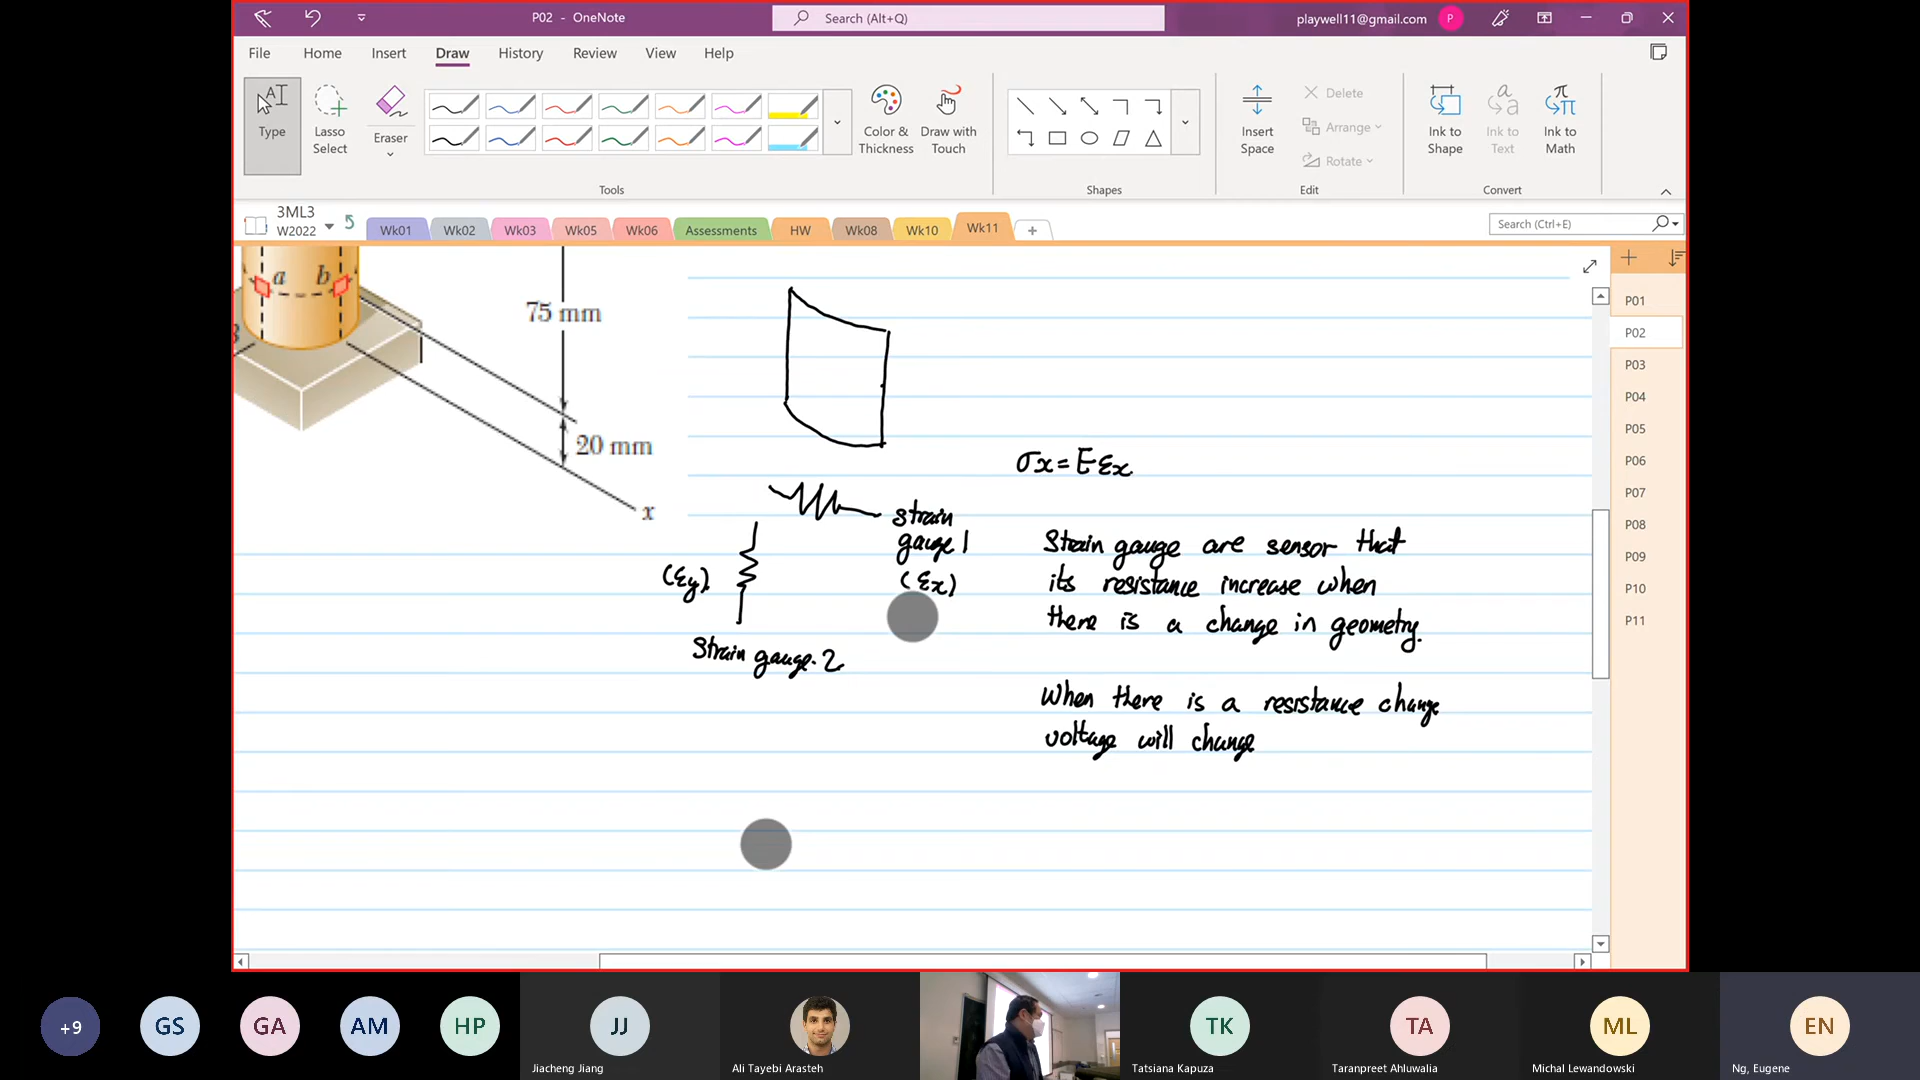 P02 - OneNote
Search (Alt+Q)
playwell11@gmail.com
P
File Home Insert Draw History Review View Help
Type
Lasso Select
Eraser
Color & Thickness
Draw with Touch
Insert Space
Delete
Arrange
Rotate
Ink to Shape
Ink to Text
Ink to Math
Tools
Shapes
Edit
Convert
3ML3
W2022
Wk01 Wk02 Wk03 Wk05 Wk06 Assessments HW Wk08 Wk10 Wk11
Search (Ctrl+E)
P01
P02
P03
P04
P05
P06
P07
P08
P09
P10
P11
a b
75 mm
20 mm
x
σx = E εx
strain
gauge 1
(εx)
(εy)
Strain gauge 2
Strain gauge are sensor that
its resistance increase when
there is a change in geometry.
When there is a resistance change
voltage will change
+9
GS
GA
AM
HP
JJ
Jiacheng Jiang
Ali Tayebi Arasteh
TK
Tatsiana Kapuza
TA
Taranpreet Ahluwalia
ML
Michal Lewandowski
EN
Ng, Eugene